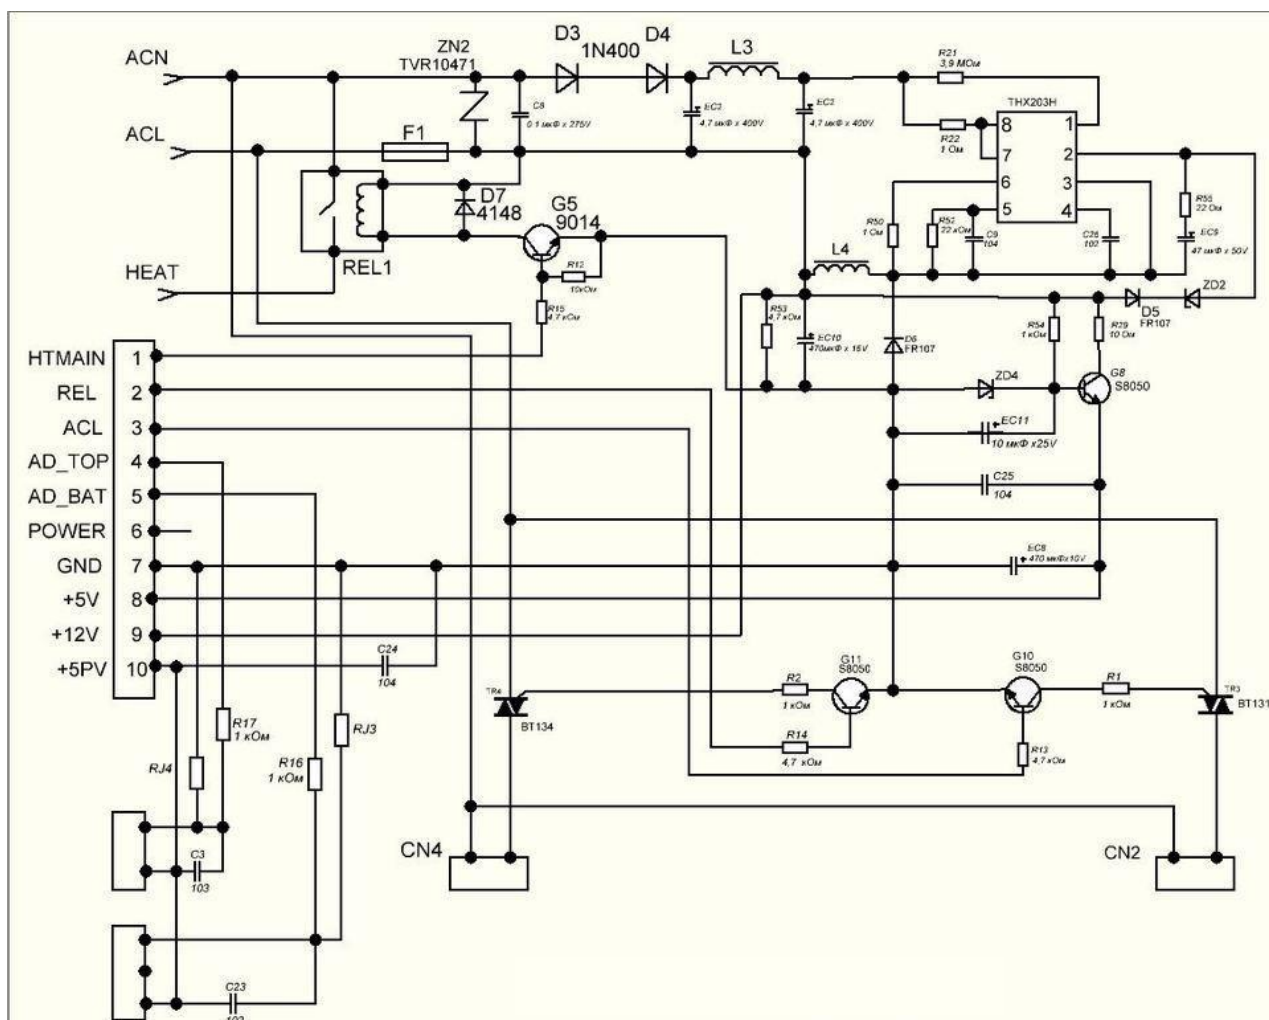 ACN
ZN2
TVR10471
D3
1N400
D4
L3
R21
3,9 МОм
THX203H
C8
0.1 мкФ x 275V
EC2
4,7 мкФ x 400V
EC2
4,7 мкФ x 400V
8
1
R22
1 Ом
7
2
ACL
F1
6
3
5
4
D7
4148
G5
9014
R50
1 Ом
R52
22 кОм
C9
104
C26
102
R55
22 Ом
EC9
47 мкФ x 50V
REL1
R12
10кОм
L4
HEAT
R15
4,7 кОм
R53
4,7 кОм
EC10
470мкФ x 16V
D6
FR107
R54
1 кОм
R29
10 Ом
D5
FR107
ZD2
HTMAIN
1
ZD4
G8
S8050
REL
2
ACL
3
EC11
10 мкФ x25V
AD_TOP
4
AD_BAT
5
C25
104
POWER
6
GND
7
EC8
470 мкФx10V
+5V
8
+12V
9
+5PV
10
C24
104
G11
S8050
G10
S8050
R2
1 кОм
R1
1 кОм
TR4
BT134
TR3
BT131
R17
1 кОм
RJ3
R14
4,7 кОм
R13
4,7 кОм
RJ4
R16
1 кОм
C3
103
CN4
CN2
C23